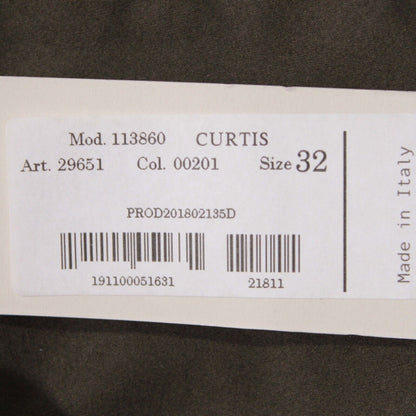 Mod. 113860 CURTIS
Art. 29651 Col. 00201 Size 32
PROD201802135D
191100051631 21811
Made in Italy